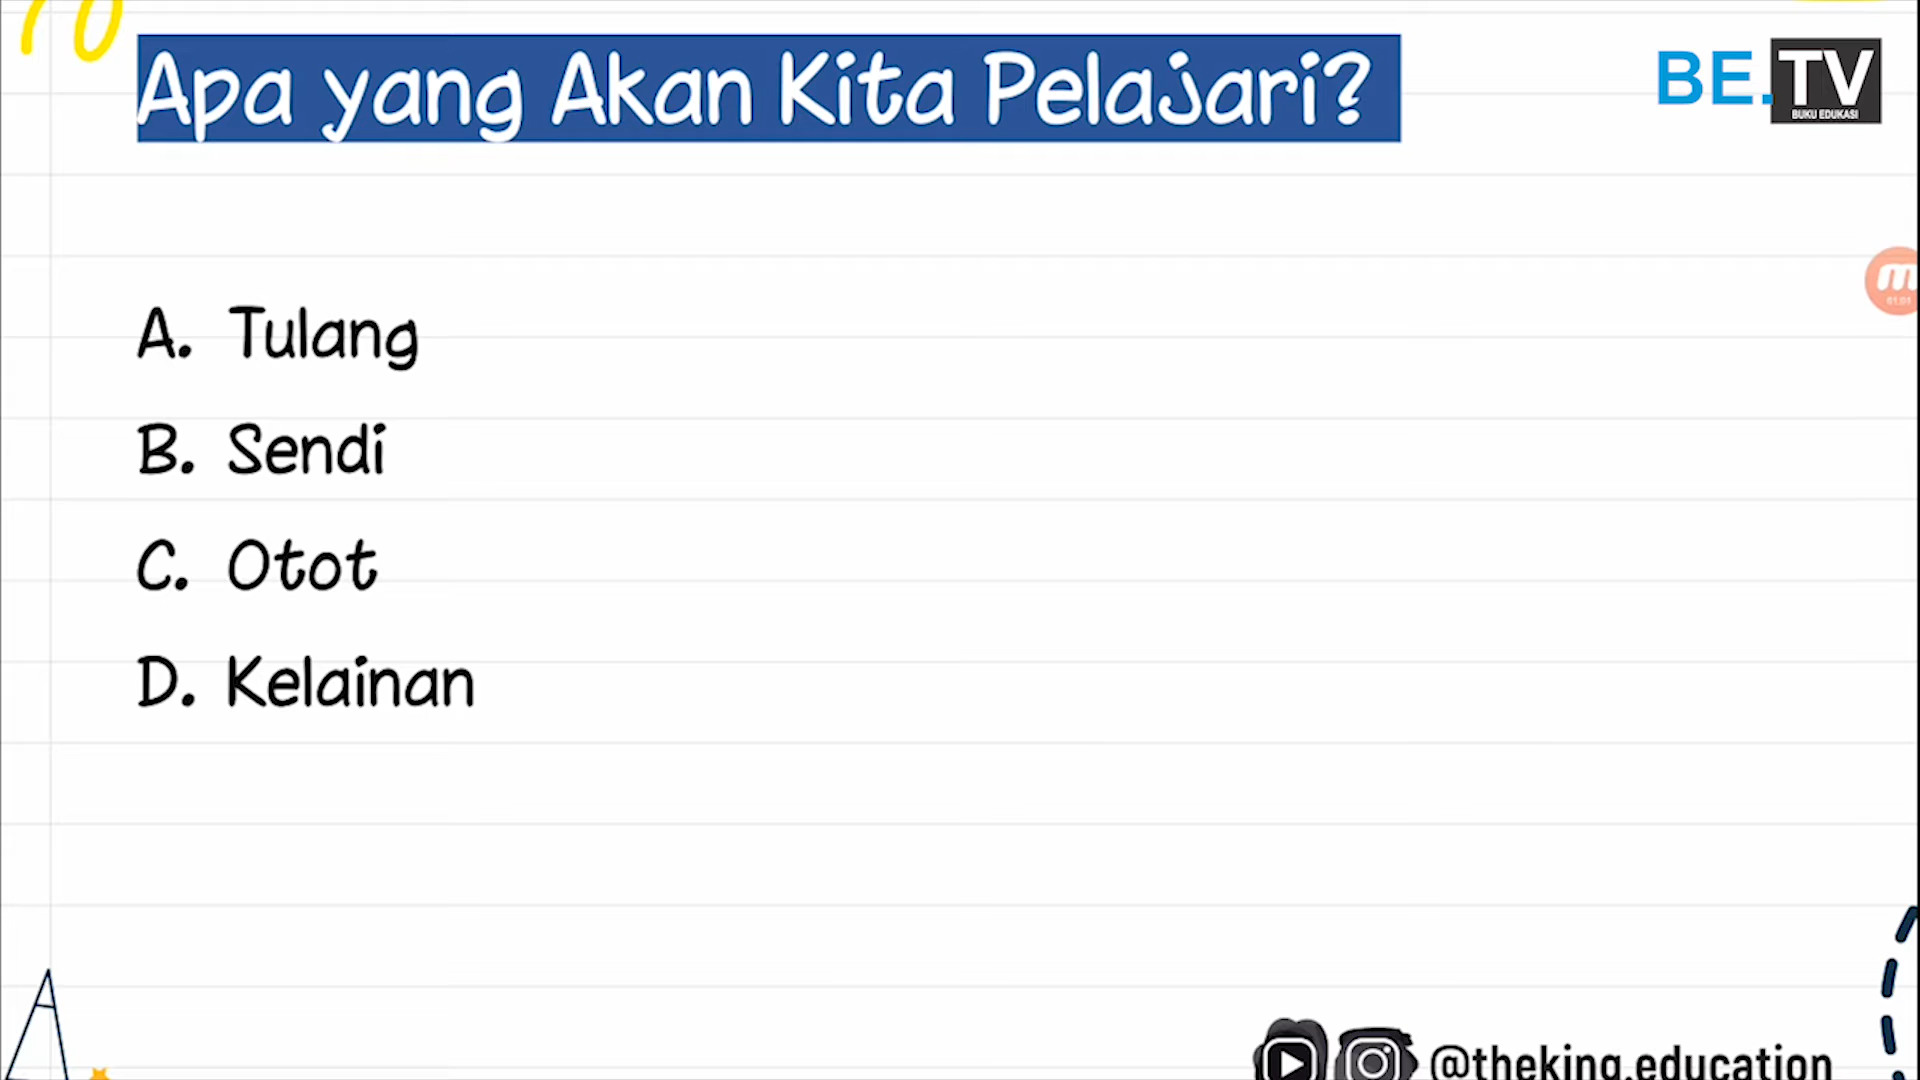 Apa yang Akan Kita Pelajari?
BE.TV
BUKU EDUKASI
A. Tulang
B. Sendi
C. Otot
D. Kelainan
@theking.education